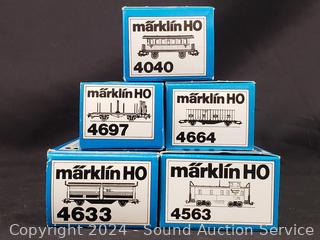 märklin HO
4040
märklin HO
4697
märklin HO
4664
märklin HO
4633
märklin HO
4563
Copyright © 2024 - Sound Auction Service